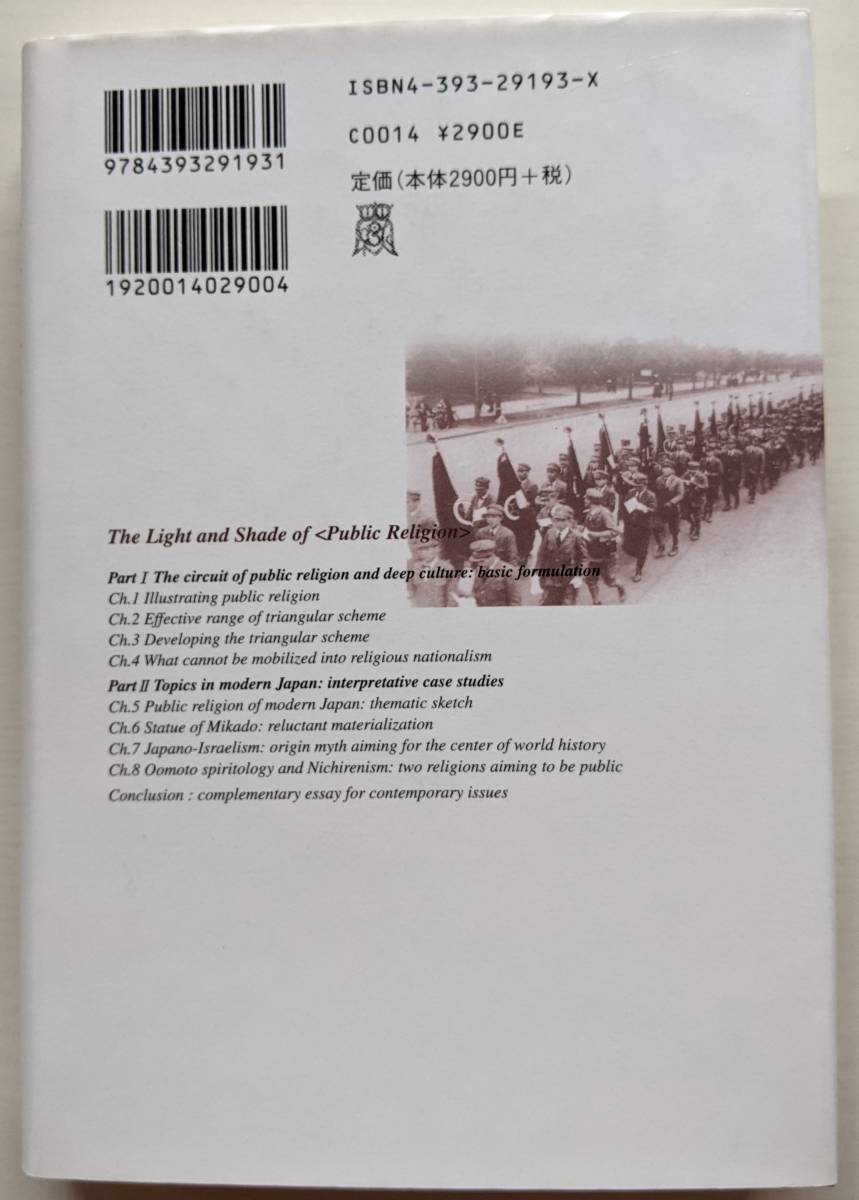 ISBN4-393-29193-X
C0014 ¥2900E
定価(本体2900円+税)
9784393291931
1920014029004
The Light and Shade of <Public Religion>
Part I The circuit of public religion and deep culture: basic formulation
Ch.1 Illustrating public religion
Ch.2 Effective range of triangular scheme
Ch.3 Developing the triangular scheme
Ch.4 What cannot be mobilized into religious nationalism
Part II Topics in modern Japan: interpretative case studies
Ch.5 Public religion of modern Japan: thematic sketch
Ch.6 Statue of Mikado: reluctant materialization
Ch.7 Japano-Israelism: origin myth aiming for the center of world history
Ch.8 Oomoto spiritology and Nichirenism: two religions aiming to be public
Conclusion : complementary essay for contemporary issues